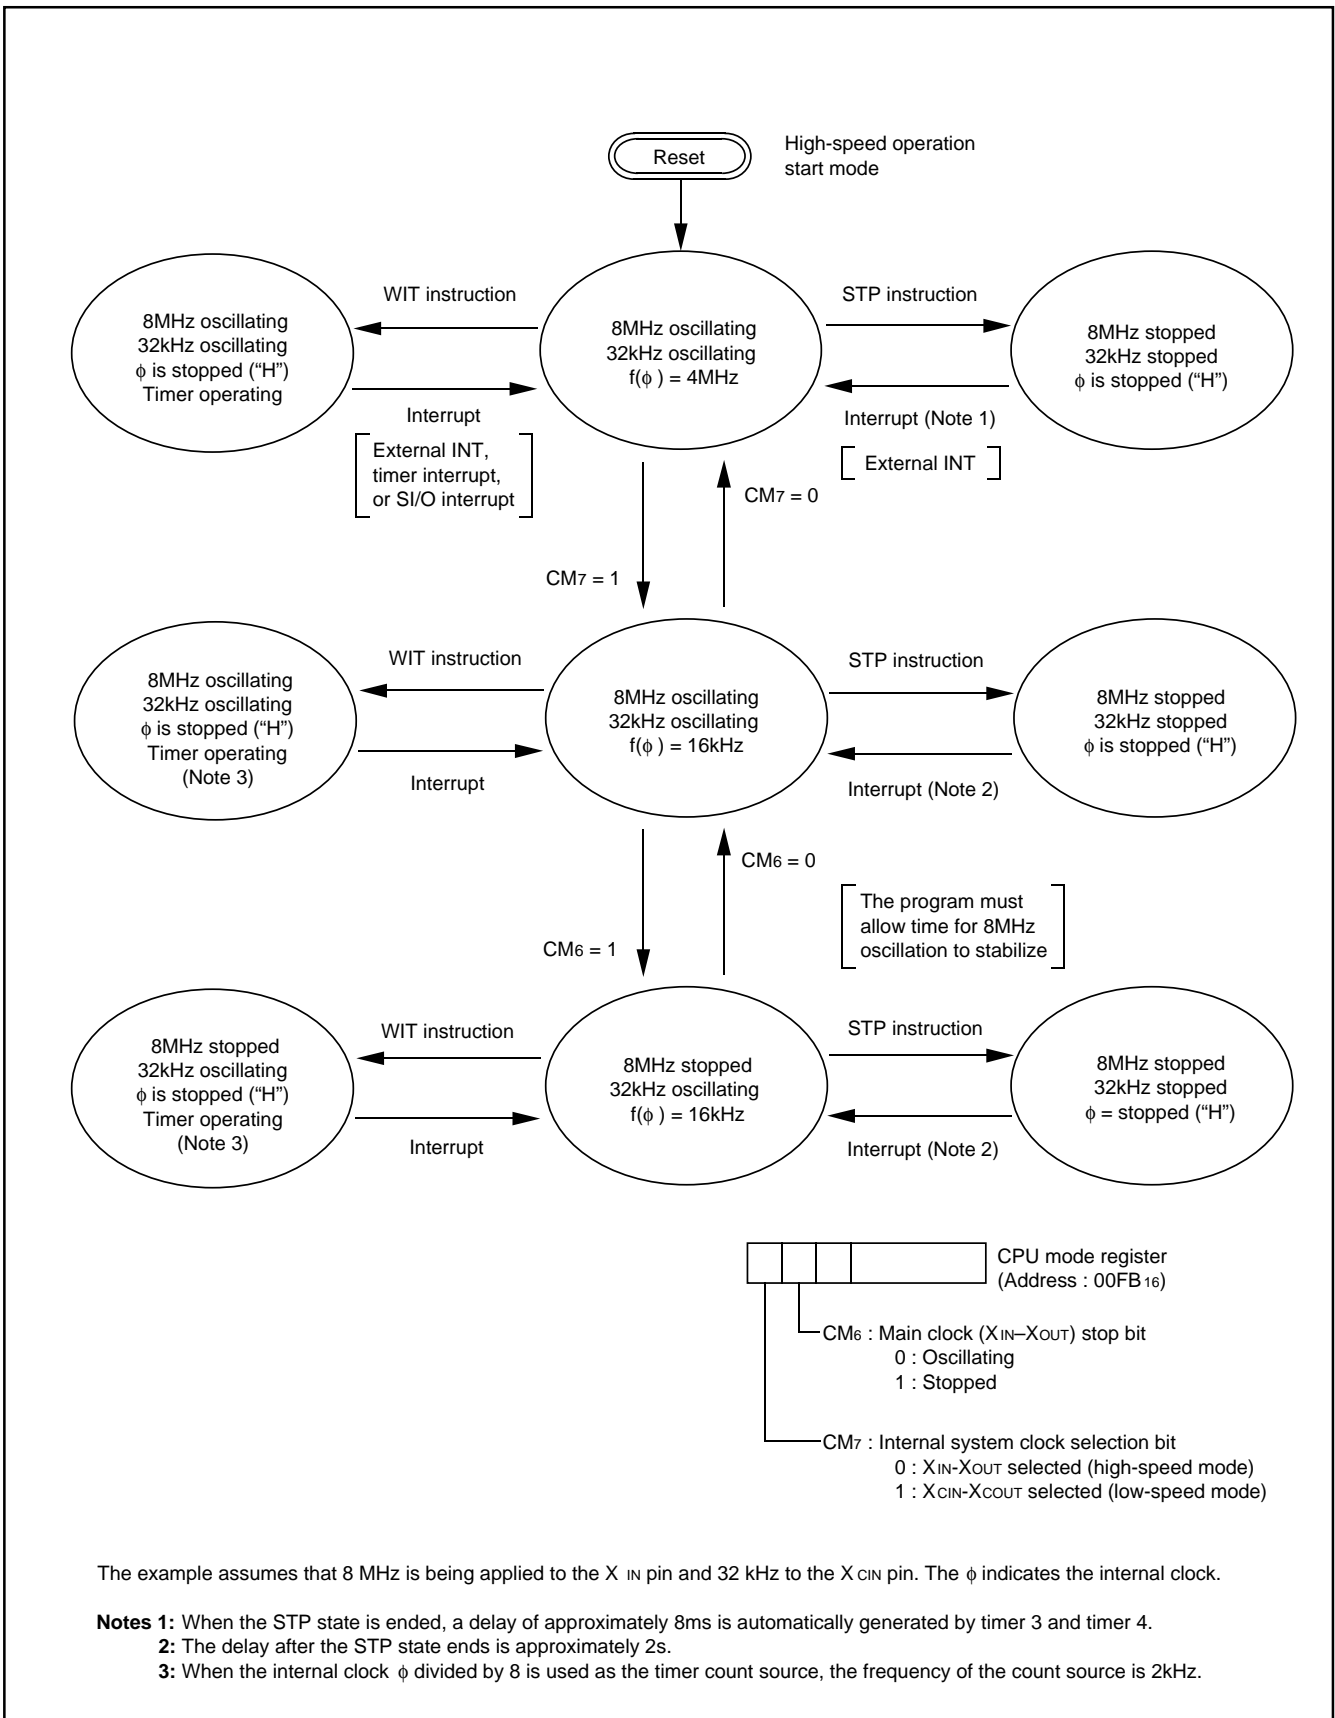 Reset
High-speed operation
start mode
8MHz oscillating
32kHz oscillating
ϕ is stopped (“H”)
Timer operating
WIT instruction
Interrupt
External INT,
timer interrupt,
or SI/O interrupt
8MHz oscillating
32kHz oscillating
f(ϕ ) = 4MHz
STP instruction
Interrupt (Note 1)
External INT
8MHz stopped
32kHz stopped
ϕ is stopped (“H”)
CM7 = 0
CM7 = 1
8MHz oscillating
32kHz oscillating
ϕ is stopped (“H”)
Timer operating
(Note 3)
WIT instruction
Interrupt
8MHz oscillating
32kHz oscillating
f(ϕ ) = 16kHz
STP instruction
Interrupt (Note 2)
8MHz stopped
32kHz stopped
ϕ is stopped (“H”)
CM6 = 0
The program must
allow time for 8MHz
oscillation to stabilize
CM6 = 1
8MHz stopped
32kHz oscillating
ϕ is stopped (“H”)
Timer operating
(Note 3)
WIT instruction
Interrupt
8MHz stopped
32kHz oscillating
f(ϕ ) = 16kHz
STP instruction
Interrupt (Note 2)
8MHz stopped
32kHz stopped
ϕ = stopped (“H”)
CPU mode register
(Address : 00FB16)
CM6 : Main clock (XIN–XOUT) stop bit
0 : Oscillating
1 : Stopped
CM7 : Internal system clock selection bit
0 : XIN-XOUT selected (high-speed mode)
1 : XCIN-XCOUT selected (low-speed mode)
The example assumes that 8 MHz is being applied to the X IN pin and 32 kHz to the X CIN pin. The ϕ indicates the internal clock.
Notes 1: When the STP state is ended, a delay of approximately 8ms is automatically generated by timer 3 and timer 4.
2: The delay after the STP state ends is approximately 2s.
3: When the internal clock ϕ divided by 8 is used as the timer count source, the frequency of the count source is 2kHz.